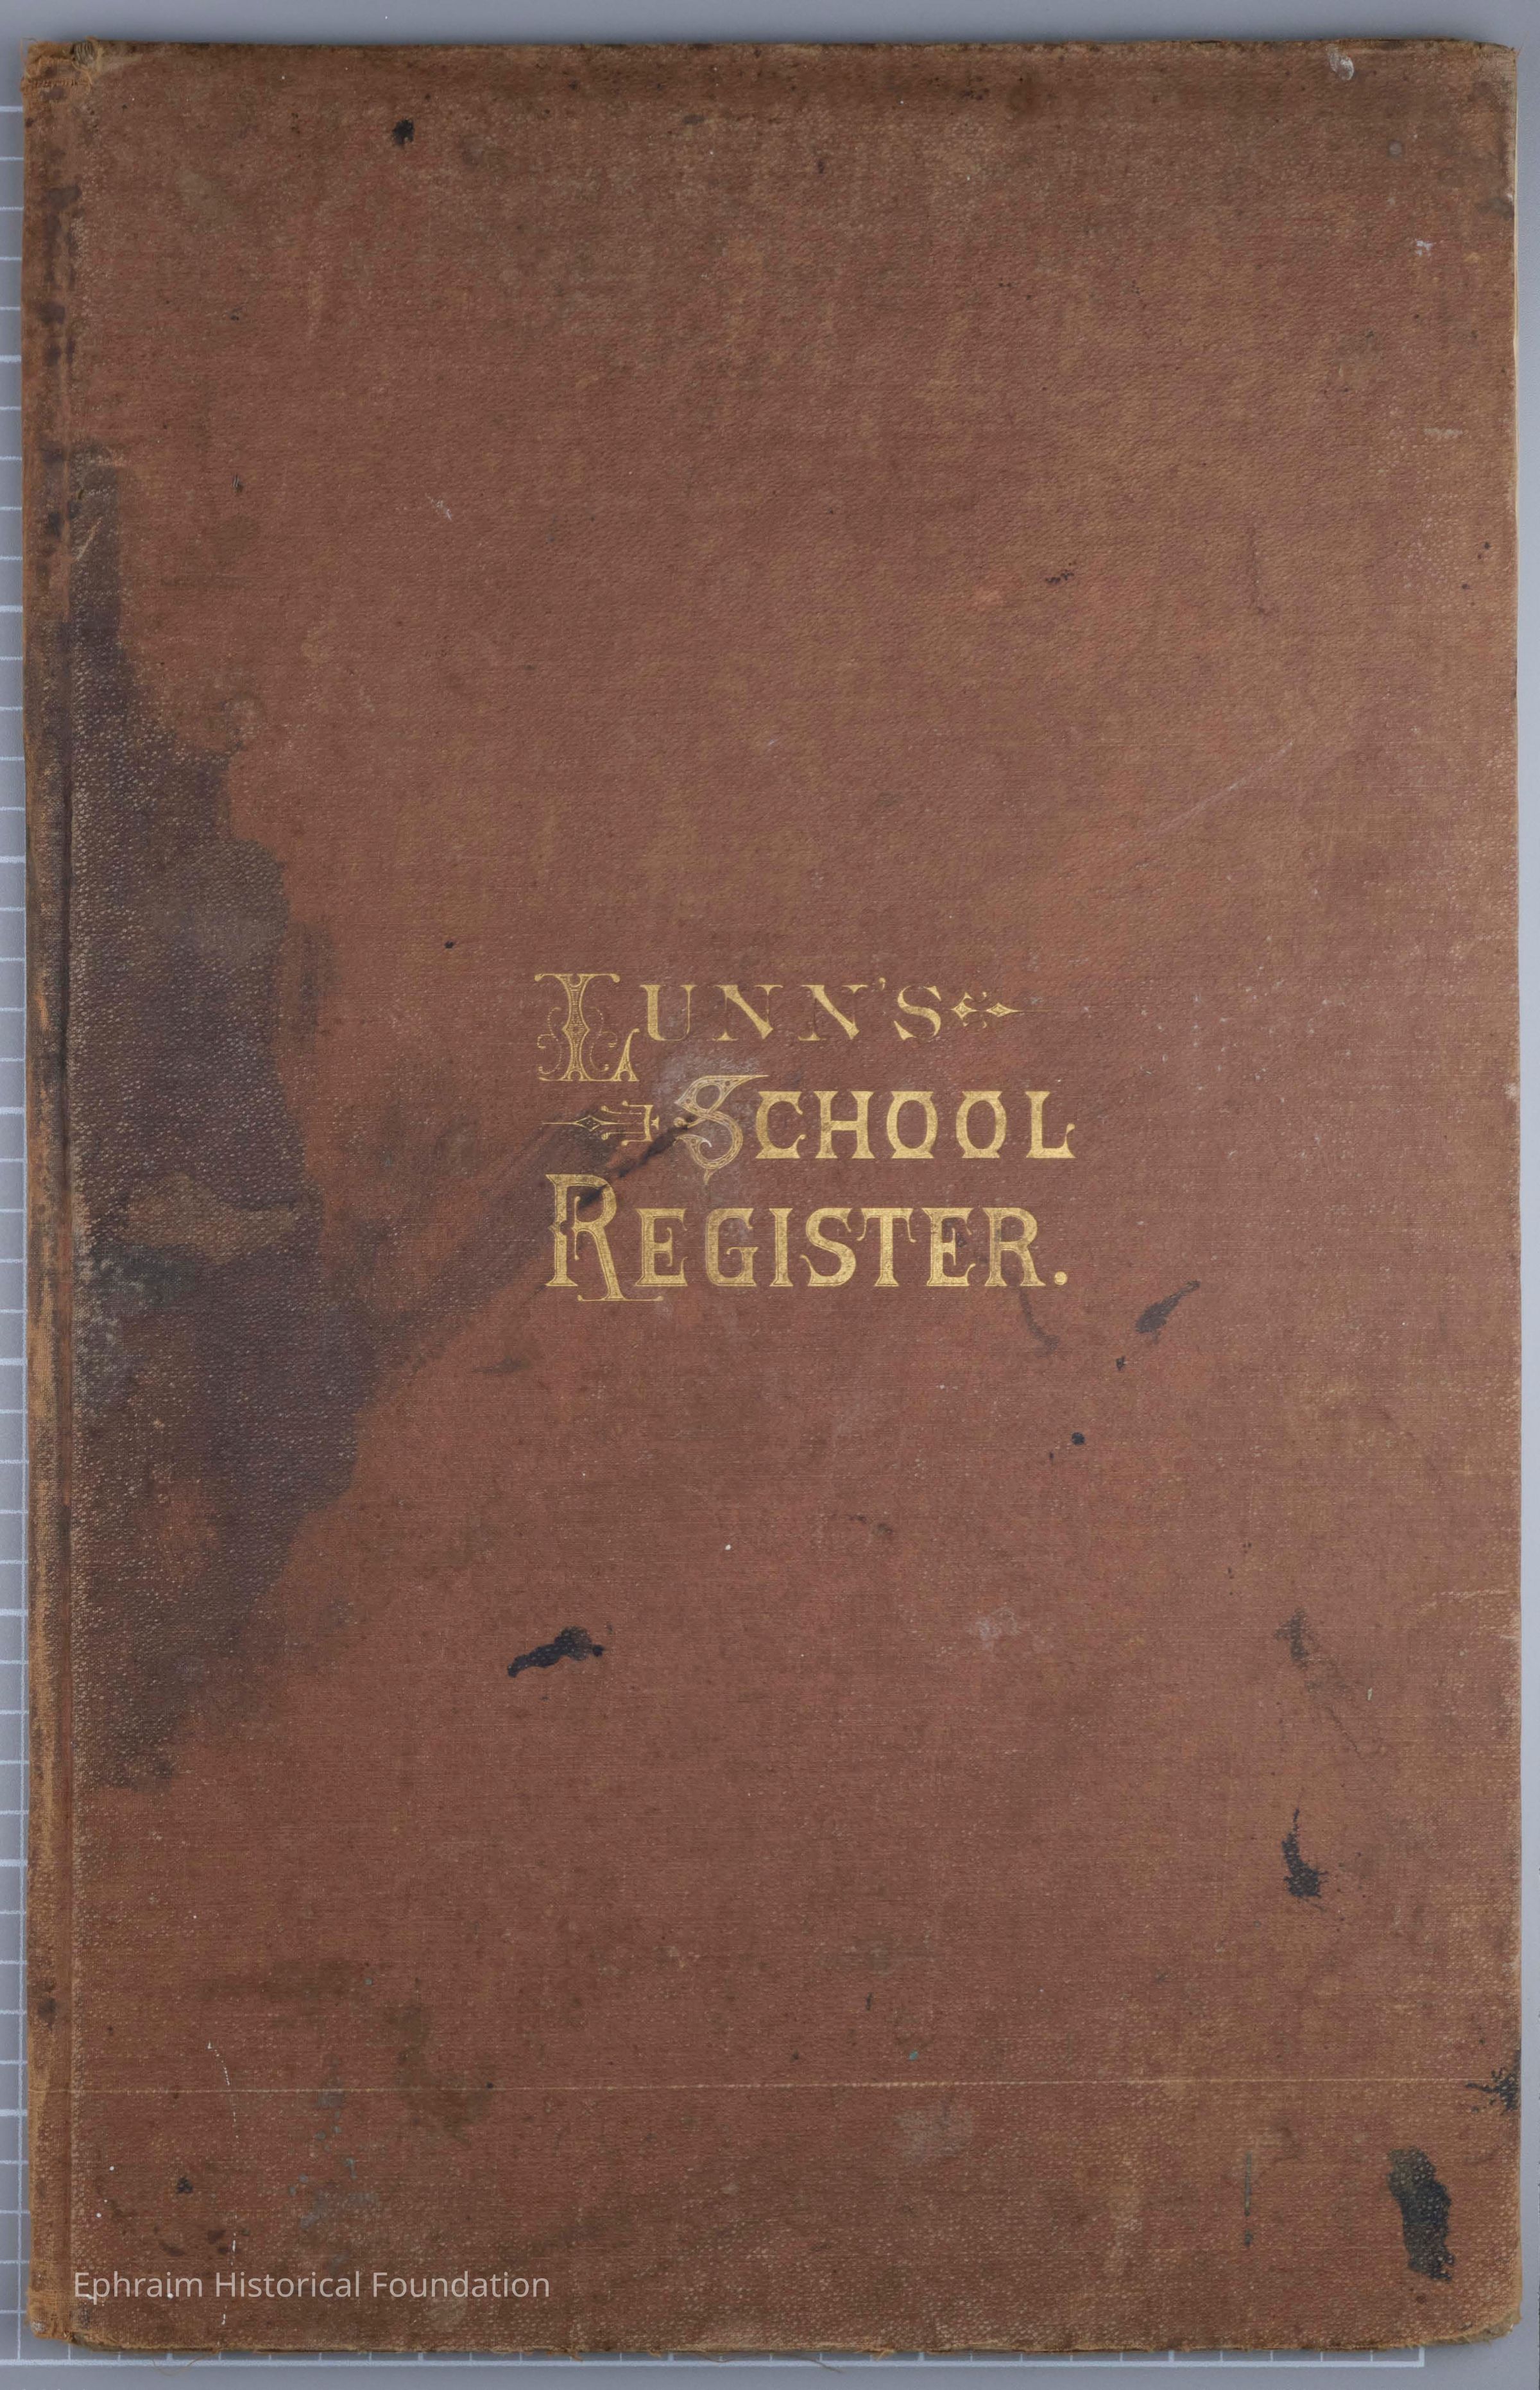 LUNN'S
SCHOOL
REGISTER.
Ephraim Historical Foundation